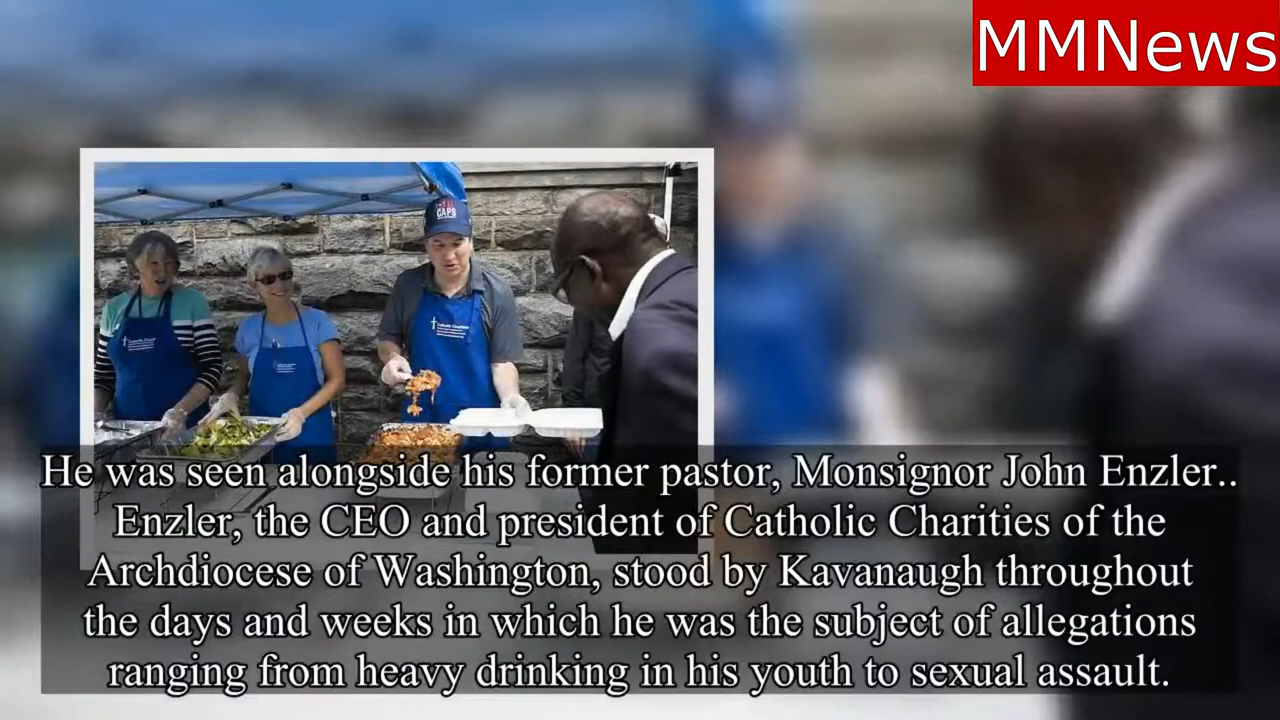 MMNews
CAPS
Catholic Charities
He was seen alongside his former pastor, Monsignor John Enzler..
Enzler, the CEO and president of Catholic Charities of the
Archdiocese of Washington, stood by Kavanaugh throughout
the days and weeks in which he was the subject of allegations
ranging from heavy drinking in his youth to sexual assault.